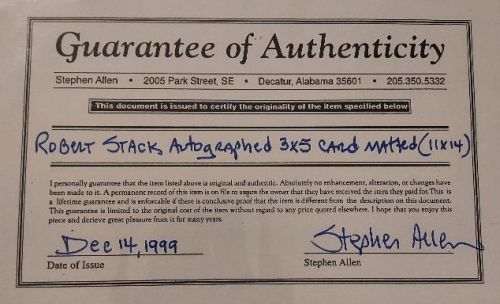 Guarantee of Authenticity
Stephen Allen • 2005 Park Street, SE • Decatur, Alabama 35601 • 205.350.5332
This document is issued to certify the originality of the item specified below
Robert Stack Autographed 3x5 card matted (11x14)
I personally guarantee that the item listed above is original and authentic. Absolutely no enhancement, alteration, or changes have
been made to it. A permanent record of this item is on file to assure the owner that they have received the item they paid for. This is
a lifetime guarantee and is enforcable if there is conclusive proof that the item is different from the description on this document.
This guarantee is limited to the original cost of the item without regard to any price quoted elsewhere. I hope that you enjoy this
piece and derieve great pleasure from it for many years.
Dec 14, 1999
Stephen Allen
Date of Issue
Stephen Allen